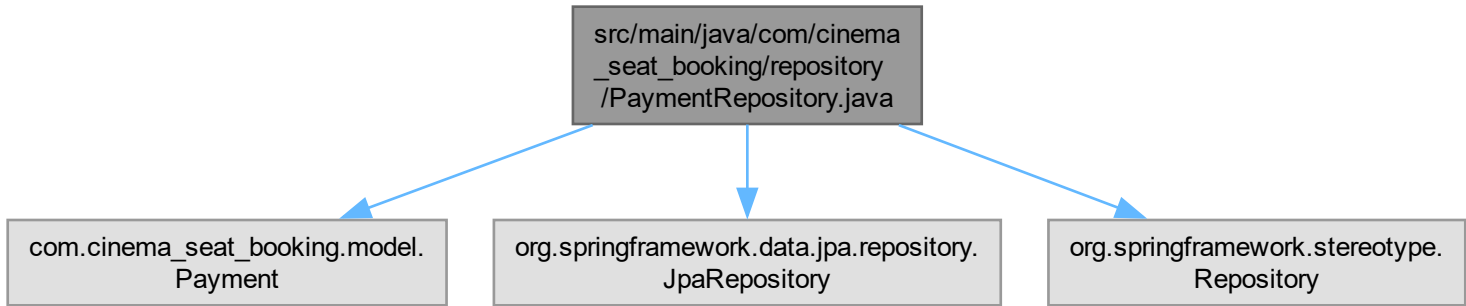 src/main/java/com/cinema
_seat_booking/repository
/PaymentRepository.java
com.cinema_seat_booking.model.
Payment
org.springframework.data.jpa.repository.
JpaRepository
org.springframework.stereotype.
Repository